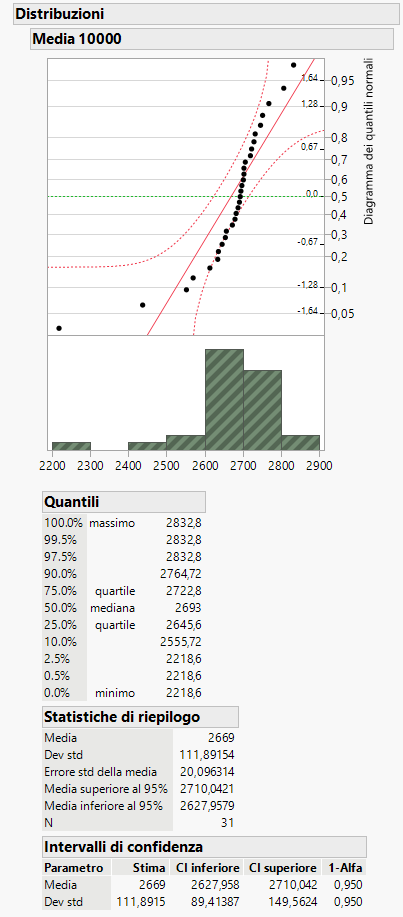 Distribuzioni
Media 10000
1.64 0,95
1.28 0,9
0,8
0.67 0,7
0,6
0.0 0,5
0,4
-0.67 0,3
0,2
-1.28 0,1
-1.64 0,05
Diagramma dei quantili normali
2200 2300 2400 2500 2600 2700 2800 2900
Quantili
100.0% massimo 2832,8
99.5% 2832,8
97.5% 2832,8
90.0% 2764,72
75.0% quartile 2722,8
50.0% mediana 2693
25.0% quartile 2645,6
10.0% 2555,72
2.5% 2218,6
0.5% 2218,6
0.0% minimo 2218,6
Statistiche di riepilogo
Media 2669
Dev std 111,89154
Errore std della media 20,096314
Media superiore al 95% 2710,0421
Media inferiore al 95% 2627,9579
N 31
Intervalli di confidenza
Parametro Stima CI inferiore CI superiore 1-Alfa
Media 2669 2627,958 2710,042 0,950
Dev std 111,8915 89,41387 149,5624 0,950